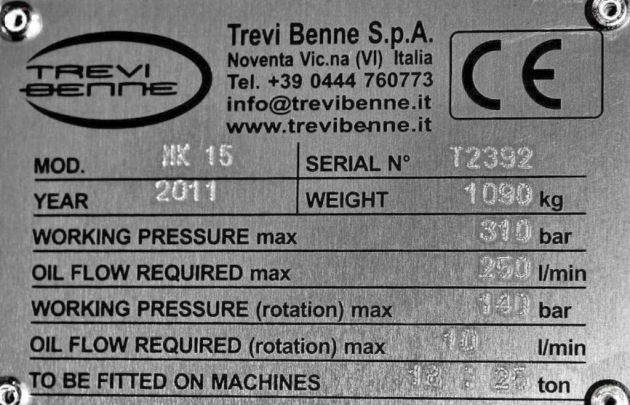 TREVI
BENNE
Trevi Benne S.p.A.
Noventa Vic.na (VI) Italia
Tel. +39 0444 760773
info@trevibenne.it
www.trevibenne.it
CE
MOD. MK 15 SERIAL N° T2392
YEAR 2011 WEIGHT 1090 kg
WORKING PRESSURE max 310 bar
OIL FLOW REQUIRED max 250 l/min
WORKING PRESSURE (rotation) max 140 bar
OIL FLOW REQUIRED (rotation) max 10 l/min
TO BE FITTED ON MACHINES ton